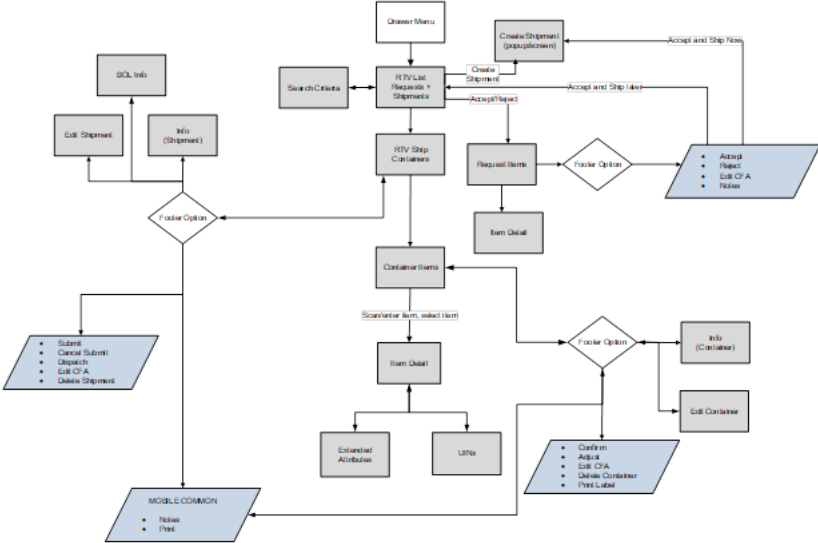 Drawer Menu
Create Shipment
(popup/screen)
Accept and Ship Now
BOL Info
Create
Shipment
Search Criteria
RTV List
Requests +
Shipments
Accept and Ship later
Accept/Reject
Edit Shipment
Info
(Shipment)
RTV Ship
Containers
Request Items
Footer Option
• Accept
• Reject
• Edit CFA
• Notes
Footer Option
Item Detail
Container Items
Scan/enter item, select item
Footer Option
Info
(Container)
• Submit
• Cancel Submit
• Dispatch
• Edit CFA
• Delete Shipment
Item Detail
Edit Container
Extended
Attributes
UINs
• Confirm
• Adjust
• Edit CFA
• Delete Container
• Print Label
MOBILE COMMON
• Notes
• Print